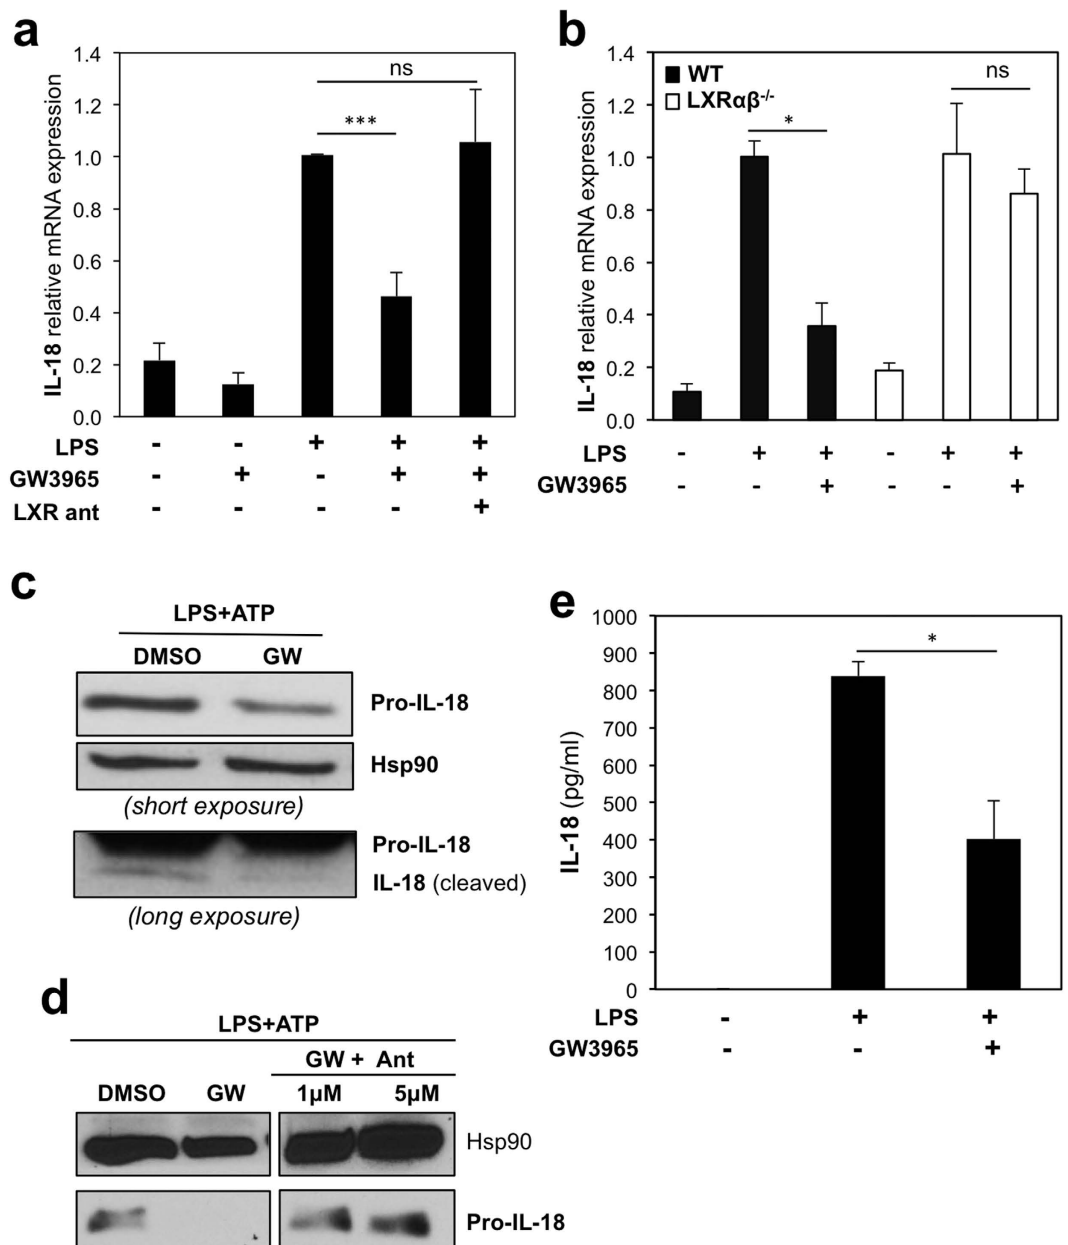 a
IL-18 relative mRNA expression
1.4
1.2
1.0
0.8
0.6
0.4
0.2
0.0
ns
***
LPS - - + + +
GW3965 - + - + +
LXR ant - - - - +
b
IL-18 relative mRNA expression
1.4
1.2
1.0
0.8
0.6
0.4
0.2
0.0
WT
LXRαβ-/-
*
ns
LPS - + + - + +
GW3965 - - + - - +
c
LPS+ATP
DMSO GW
Pro-IL-18
Hsp90
(short exposure)
Pro-IL-18
IL-18 (cleaved)
(long exposure)
d
LPS+ATP
GW + Ant
DMSO GW 1µM 5µM
Hsp90
Pro-IL-18
e
IL-18 (pg/ml)
1000
900
800
700
600
500
400
300
200
100
0
*
LPS - + +
GW3965 - - +